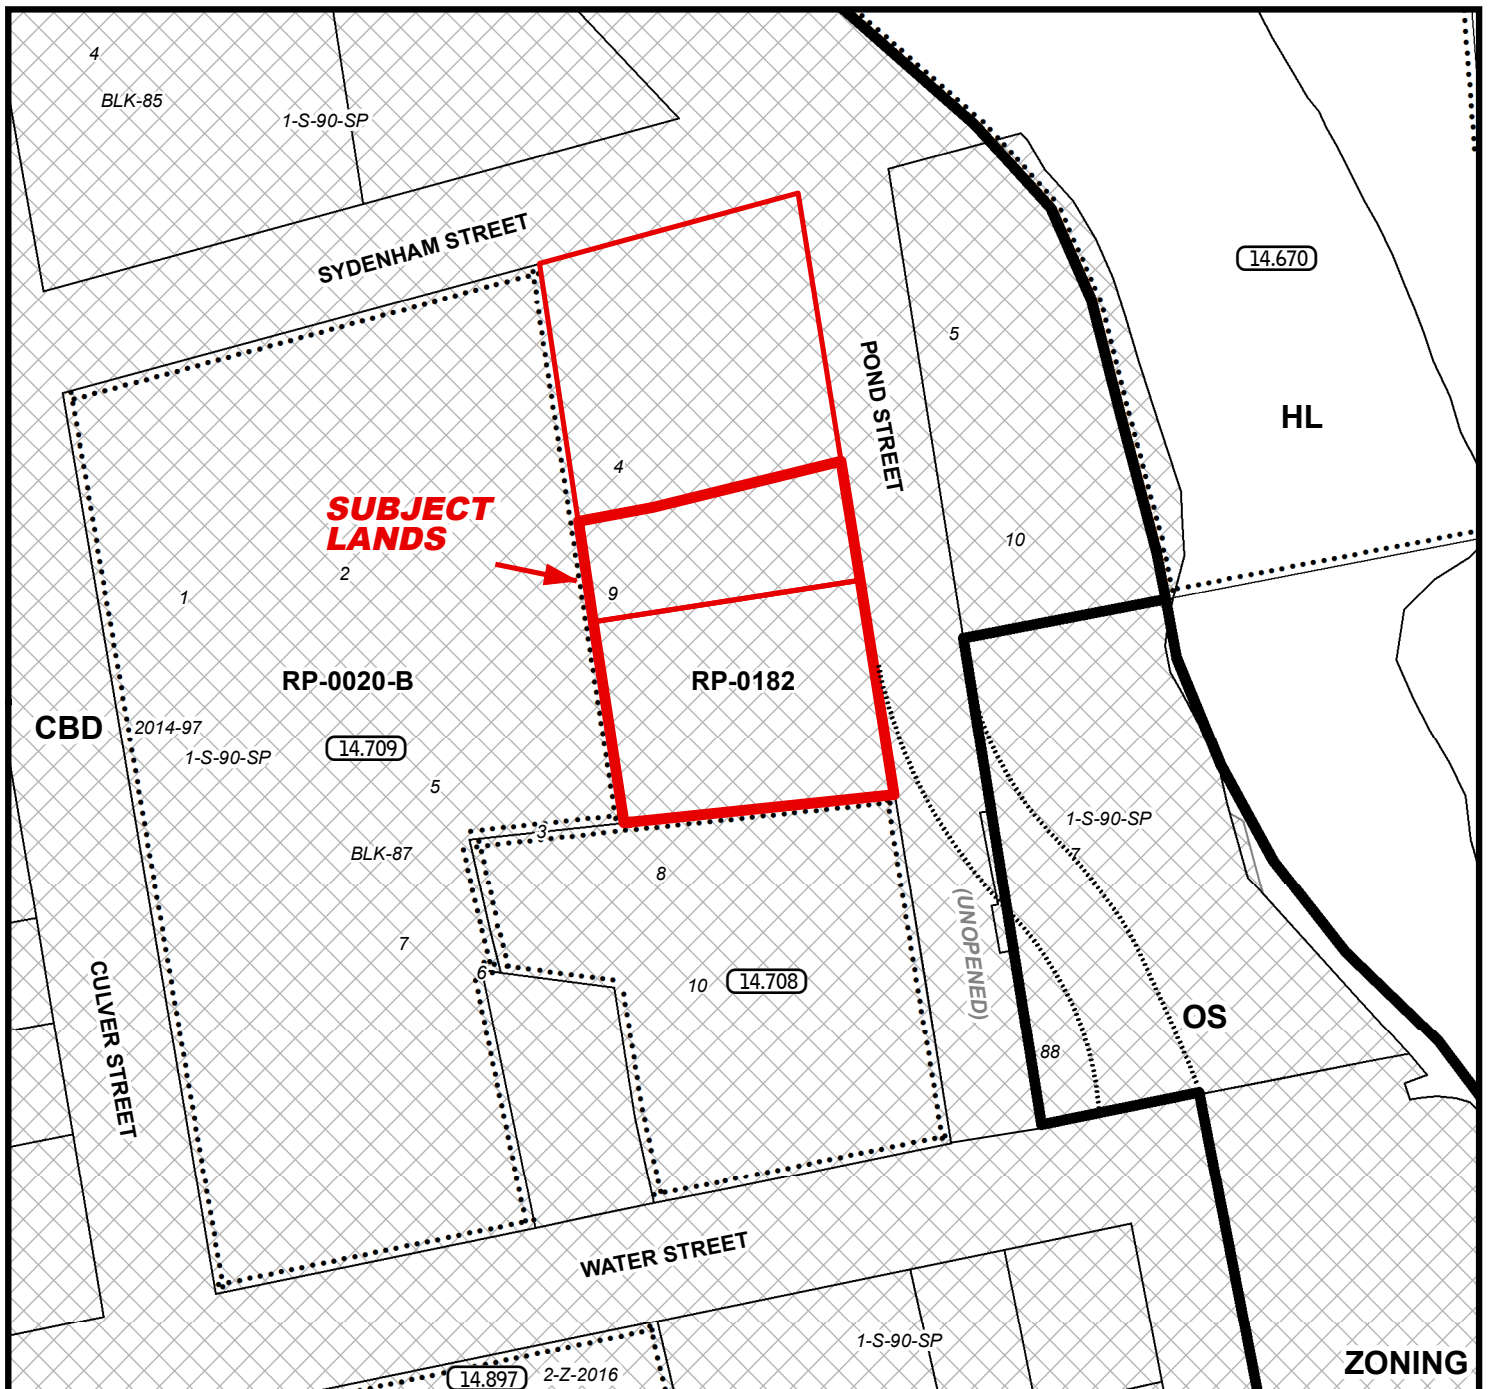 4
BLK-85
1-S-90-SP
SYDENHAM STREET
14.670
5
POND STREET
HL
4
SUBJECT
LANDS
10
2
9
1
RP-0020-B
RP-0182
CBD
2014-97
14.709
1-S-90-SP
5
1-S-90-SP
3
7
BLK-87
8
(UNOPENED)
7
6
10
14.708
CULVER STREET
OS
88
WATER STREET
1-S-90-SP
ZONING
14.897
2-Z-2016